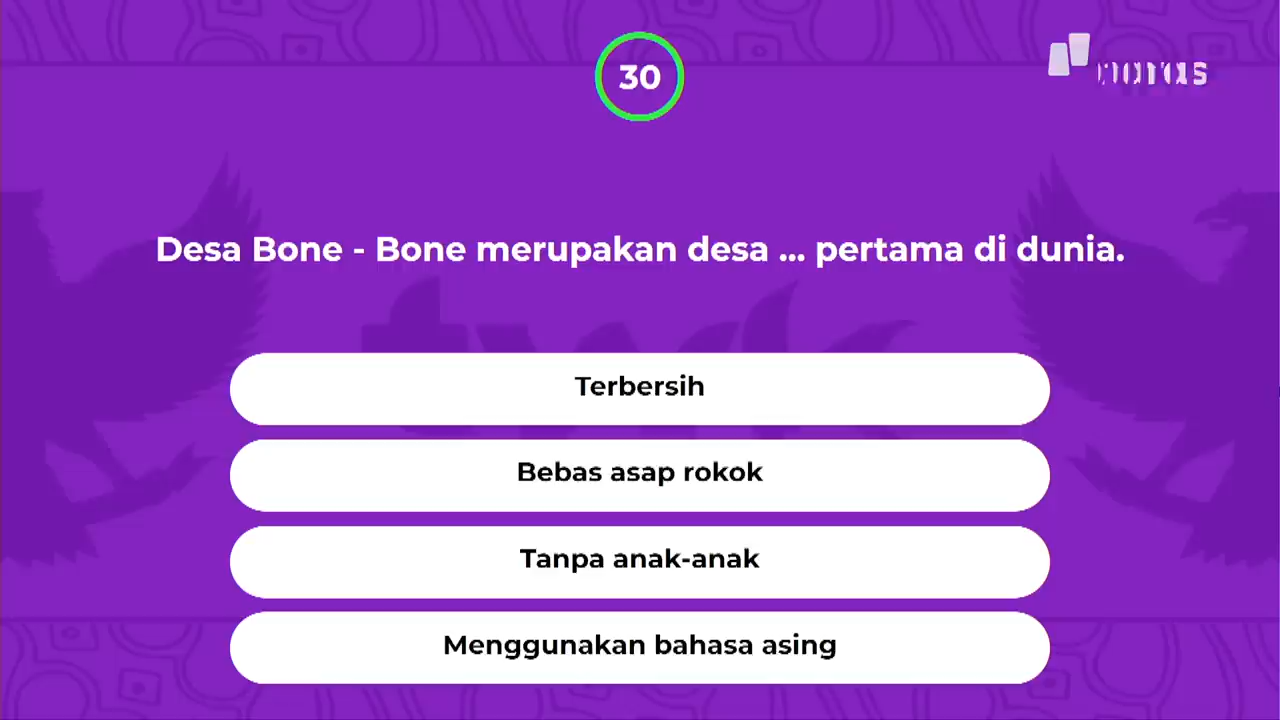 30
Desa Bone - Bone merupakan desa ... pertama di dunia.
Terbersih
Bebas asap rokok
Tanpa anak-anak
Menggunakan bahasa asing